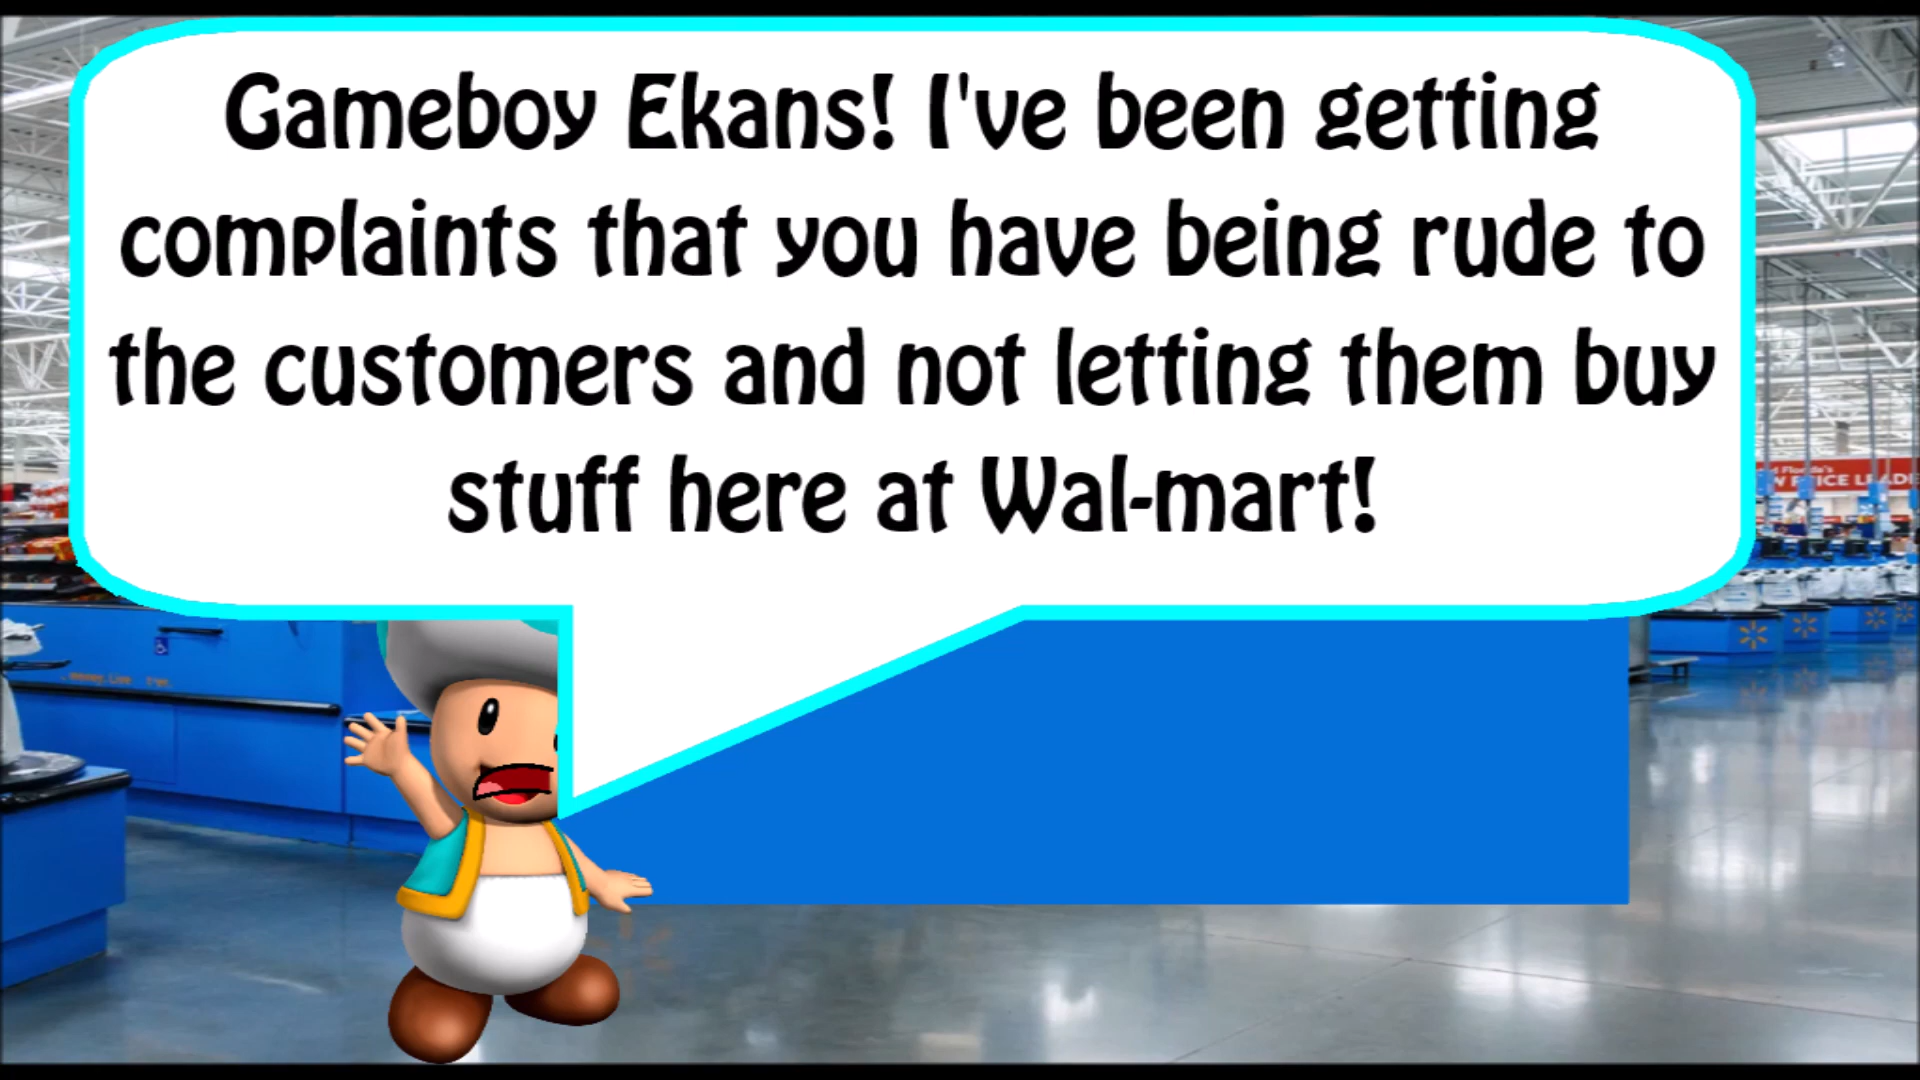 Gameboy Ekans! I've been getting
complaints that you have being rude to
the customers and not letting them buy
stuff here at Wal-mart!